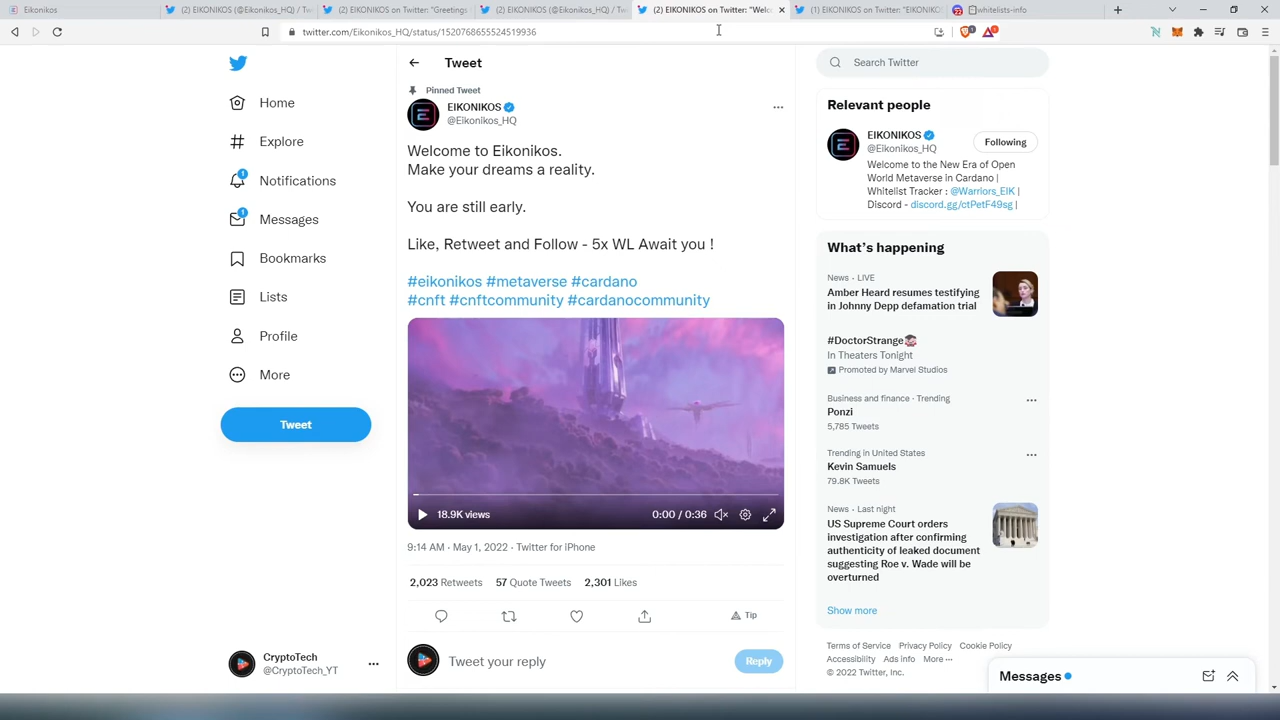 Eikonikos
(2) EIKONIKOS (@Eikonikos_HQ) / Tw
(2) EIKONIKOS on Twitter: "Greetings
(2) EIKONIKOS (@Eikonikos_HQ) / Tw
(2) EIKONIKOS on Twitter: "Welc
(1) EIKONIKOS on Twitter: "EIKONIKO
whitelists-info
twitter.com/Eikonikos_HQ/status/1520768655524519936
Home
Explore
Notifications
Messages
Bookmarks
Lists
Profile
More
Tweet
CryptoTech
@CryptoTech_YT
Tweet
Pinned Tweet
EIKONIKOS
@Eikonikos_HQ
Welcome to Eikonikos.
Make your dreams a reality.
You are still early.
Like, Retweet and Follow - 5x WL Await you !
#eikonikos #metaverse #cardano
#cnft #cnftcommunity #cardanocommunity
18.9K views
0:00 / 0:36
9:14 AM · May 1, 2022 · Twitter for iPhone
2,023 Retweets 57 Quote Tweets 2,301 Likes
Tip
Tweet your reply
Reply
Search Twitter
Relevant people
EIKONIKOS
@Eikonikos_HQ
Following
Welcome to the New Era of Open
World Metaverse in Cardano |
Whitelist Tracker : @Warriors_EIK |
Discord - discord.gg/ctPetF49sg |
What's happening
News · LIVE
Amber Heard resumes testifying
in Johnny Depp defamation trial
#DoctorStrange
In Theaters Tonight
Promoted by Marvel Studios
Business and finance · Trending
Ponzi
5,785 Tweets
Trending in United States
Kevin Samuels
79.8K Tweets
News · Last night
US Supreme Court orders
investigation after confirming
authenticity of leaked document
suggesting Roe v. Wade will be
overturned
Show more
Terms of Service Privacy Policy Cookie Policy
Accessibility Ads info More ···
© 2022 Twitter, Inc.
Messages